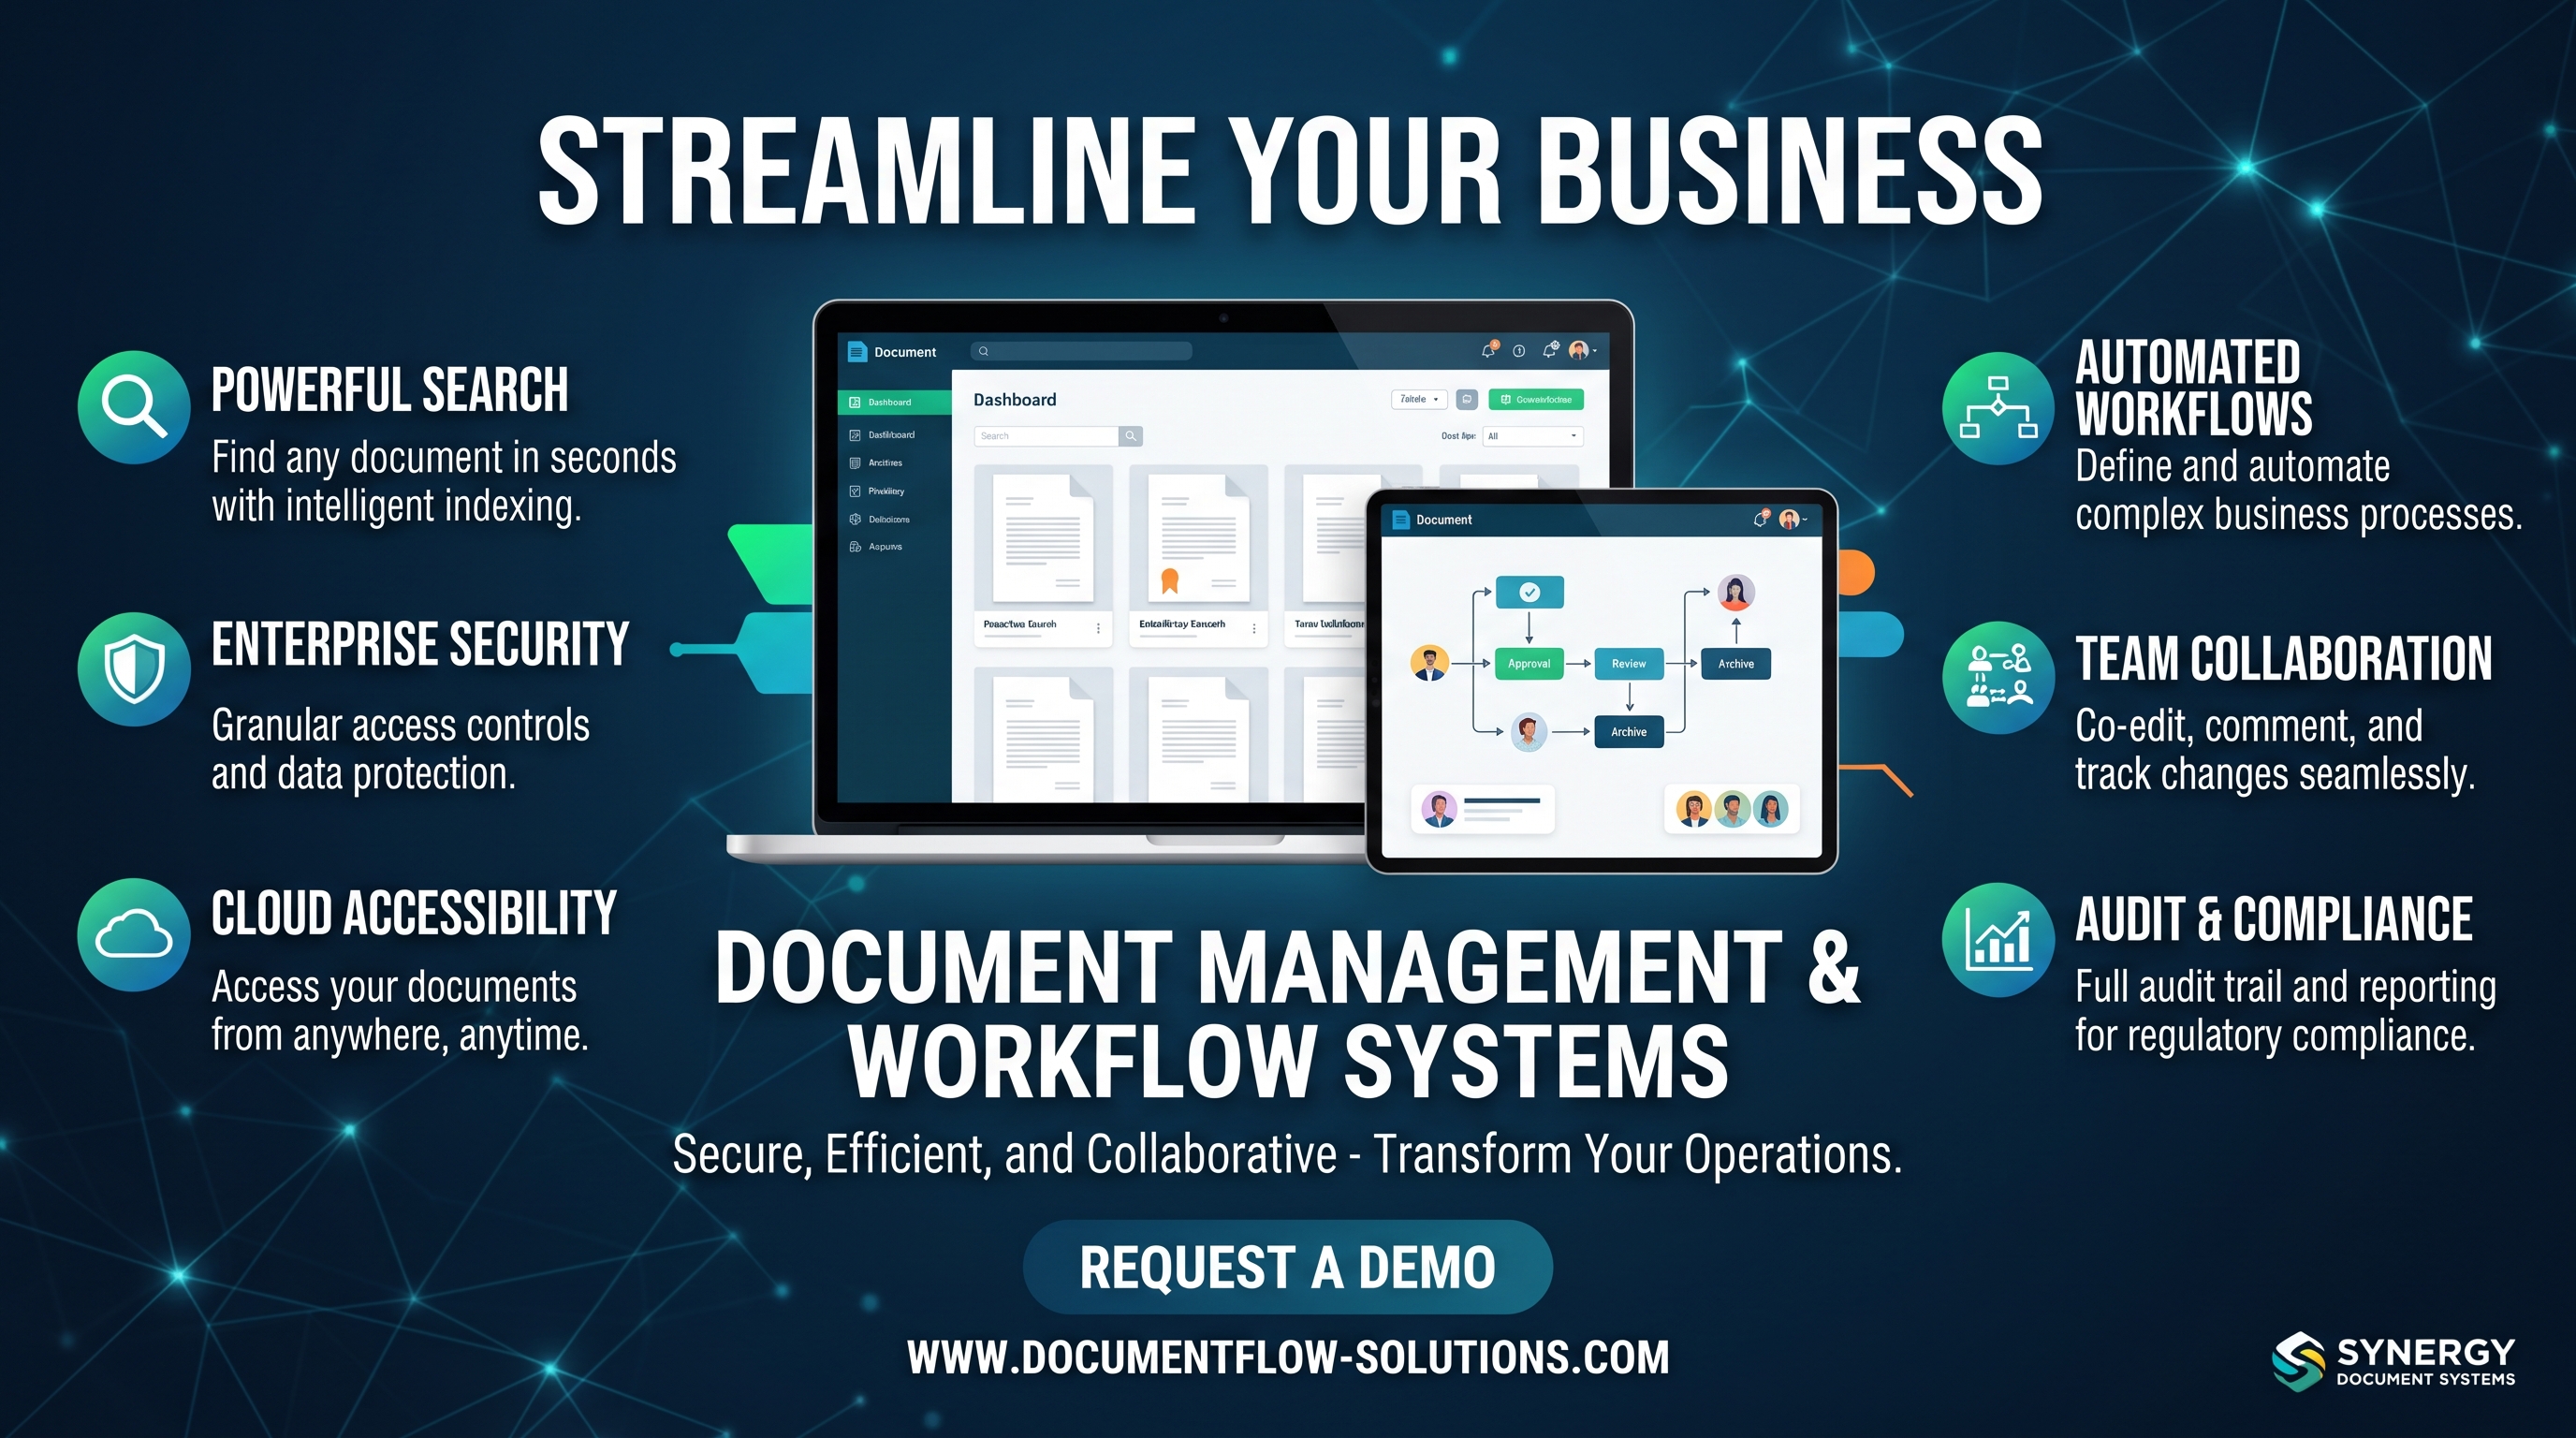 STREAMLINE YOUR BUSINESS
POWERFUL SEARCH
Find any document in seconds
with intelligent indexing.
ENTERPRISE SECURITY
Granular access controls
and data protection.
CLOUD ACCESSIBILITY
Access your documents
from anywhere, anytime.
Document
Dashboard
Dashboard
Search
All
Document
Approval
Review
Archive
Archive
AUTOMATED
WORKFLOWS
Define and automate
complex business processes.
TEAM COLLABORATION
Co-edit, comment, and
track changes seamlessly.
AUDIT & COMPLIANCE
Full audit trail and reporting
for regulatory compliance.
DOCUMENT MANAGEMENT &
WORKFLOW SYSTEMS
Secure, Efficient, and Collaborative - Transform Your Operations.
REQUEST A DEMO
WWW.DOCUMENTFLOW-SOLUTIONS.COM
SYNERGY
DOCUMENT SYSTEMS